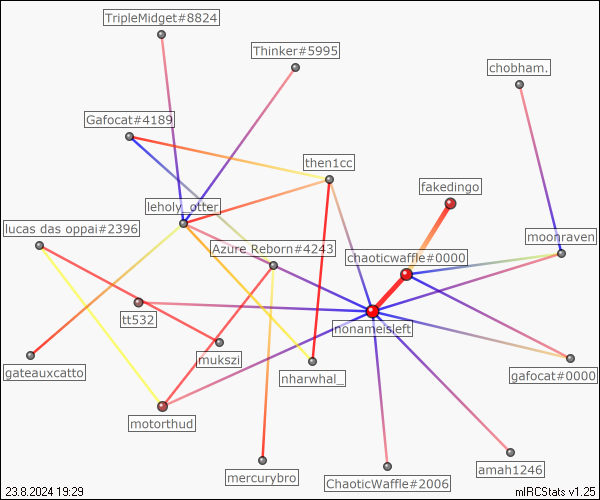 TripleMidget#8824
Thinker#5995
chobham.
Gafocat#4189
then1cc
fakedingo
leholy_otter
lucas das oppai#2396
Azure Reborn#4243
moonraven
chaoticwaffle#0000
tt532
nonameisleft
mukszi
gateauxcatto
nharwhal_
gafocat#0000
motorthud
mercurybro
ChaoticWaffle#2006
amah1246
23.8.2024 19:29
mIRCStats v1.25